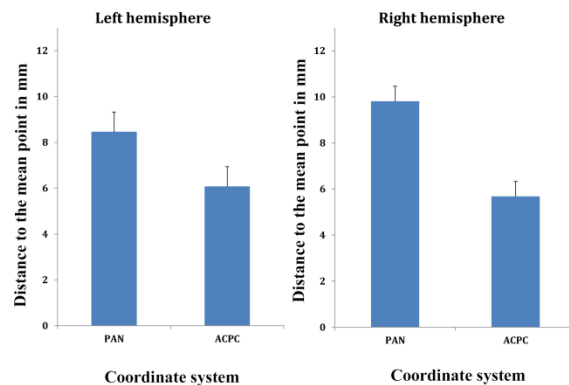 Left hemisphere
Distance to the mean point in mm
12
10
8
6
4
2
0
PAN ACPC
Coordinate system
Right hemisphere
Distance to the mean point in mm
12
10
8
6
4
2
0
PAN ACPC
Coordinate system